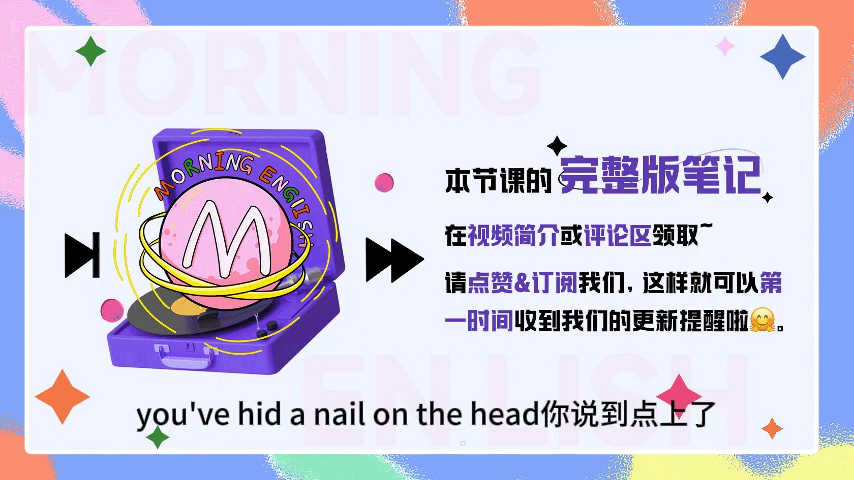 MORNING
MORNING ENGLISH
M
本节课的 完整版笔记
在视频简介或评论区领取~
请点赞&订阅我们，这样就可以第
一时间收到我们的更新提醒啦🤗。
EN LISH
you've hid a nail on the head你说到点上了